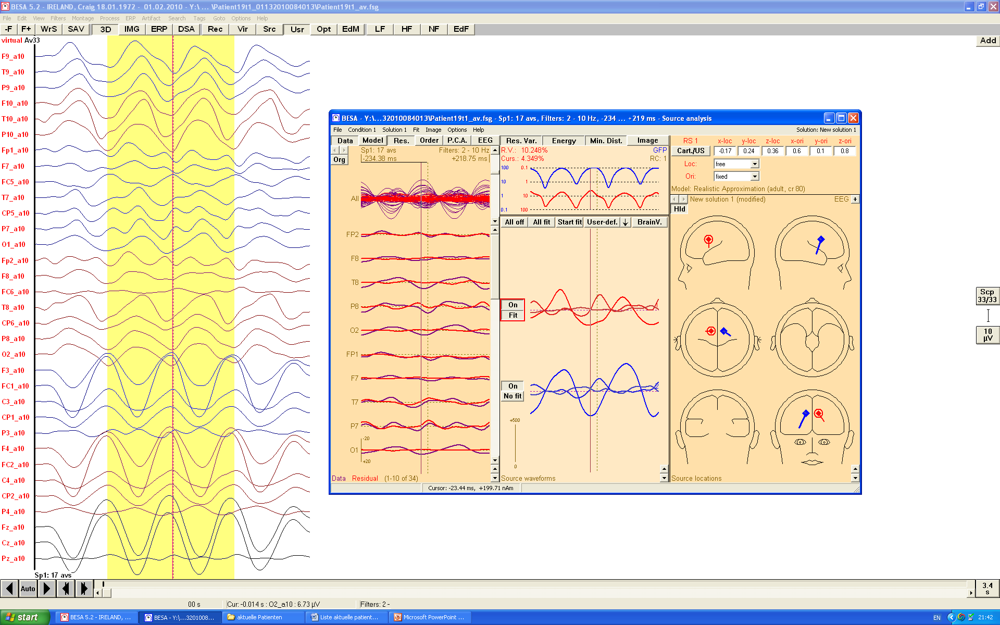 BESA 5.2 - IRELAND, Craig 18.01.1972 - 01.02.2010 - Y:\ ... \Patient19t1_01132010084013\Patient19t1_av.fsg
File Edit View Filters Montage Process ERP Artifact Search Tags Goto Options Help
-F F+ WrS SAV 3D IMG ERP DSA Rec Vir Src Usr Opt EdM LF HF NF EdF
virtual Av33
Add
F9_a10
T9_a10
P9_a10
F10_a10
T10_a10
P10_a10
Fp1_a10
F7_a10
FC5_a10
T7_a10
CP5_a10
P7_a10
O1_a10
Fp2_a10
F8_a10
FC6_a10
T8_a10
CP6_a10
P8_a10
O2_a10
F3_a10
FC1_a10
C3_a10
CP1_a10
P3_a10
F4_a10
FC2_a10
C4_a10
CP2_a10
P4_a10
Fz_a10
Cz_a10
Pz_a10
Sp1: 17 avs
BESA - Y:\...32010084013\Patient19t1_av.fsg - Sp1: 17 avs, Filters: 2 - 10 Hz, -234 ... +219 ms - Source analysis
File Condition 1 Solution 1 Fit Image Options Help
Solution: New solution 1
Data Model Res. Order P.C.A. EEG Res. Var. Energy Min. Dist. Image
Org
Sp1: 17 avs Filters: 2 - 10 Hz
-234.38 ms +218.75 ms
All
FP2
F8
T8
P8
O2
FP1
F7
T7
P7
O1
-20
+20
Data Residual (1-10 of 34)
R.V.: 10.248% GFP
Curs.: 4.349% RC: 1
100 0.1
10 1
1 10
0.1 100
All off All fit Start fit User-def. ↓ BrainV.
On
Fit
On
No fit
+600
0
Source waveforms
RS 1 x-loc y-loc z-loc x-ori y-ori z-ori
Cart./US -0.17 0.24 0.36 0.6 0.1 0.8
Loc: free
Ori: fixed
Model: Realistic Approximation (adult, cr 80)
New solution 1 (modified) EEG +
Hld
Source locations
Cursor: -23.44 ms, +199.71 nAm
Scp
33/33
10
µV
Auto
3.4
s
00 s Cur: -0.014 s : O2_a10 : 6.73 µV Filters: 2 -
start BESA 5.2 - IRELAND, ... BESA - Y:\...3201008... aktuelle Patienten Liste aktuelle patient... Microsoft PowerPoint ... EN 21:42